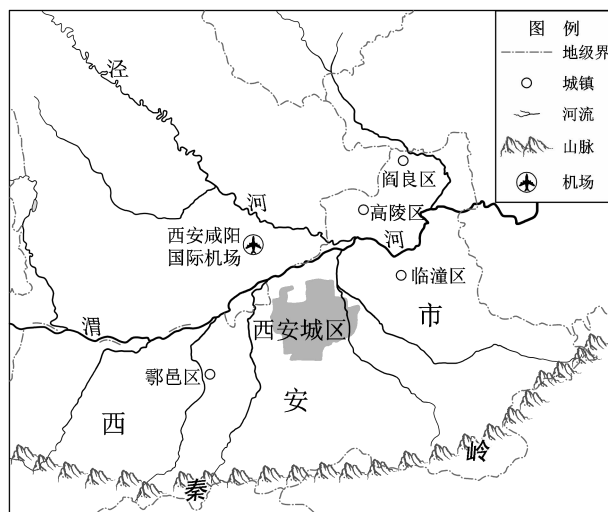 图 例
地级界
城镇
河流
山脉
机场
泾
河
阎良区
高陵区
河
西安咸阳
国际机场
临潼区
渭
西安城区
市
鄠邑区
安
西
岭
秦